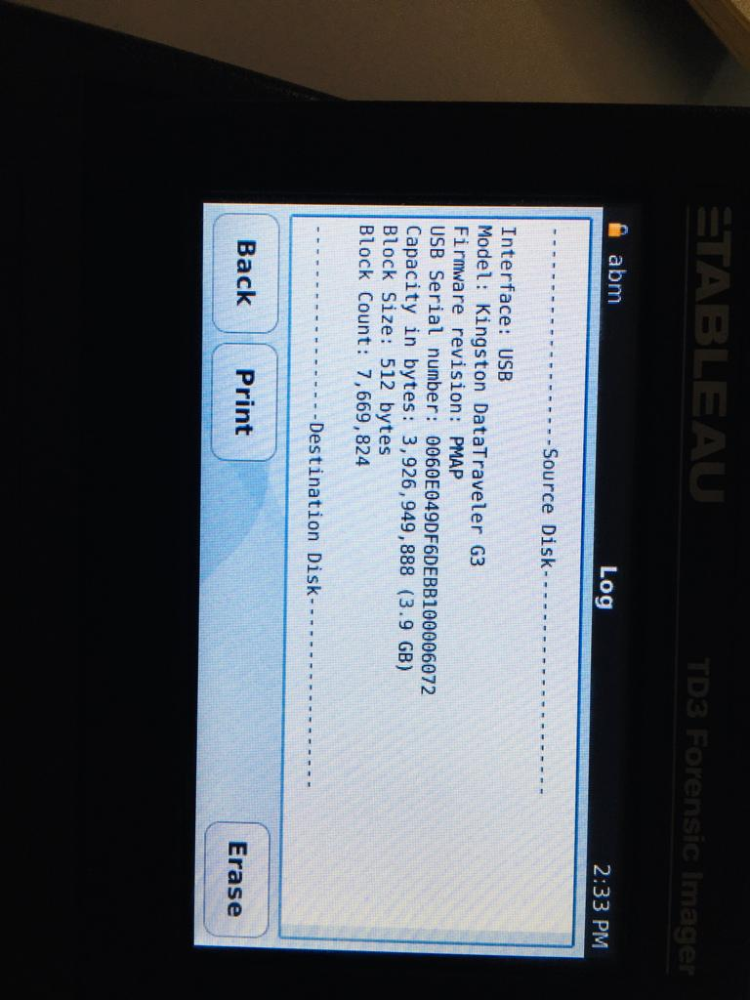 TABLEAU
TD3 Forensic Imager
abm
Log
2:33 PM
--------------------Source Disk--------------------
Interface: USB
Model: Kingston DataTraveler G3
Firmware revision: PMAP
USB Serial number: 0060E049DF6DEBB100006072
Capacity in bytes: 3,926,949,888 (3.9 GB)
Block Size: 512 bytes
Block Count: 7,669,824
-----------------Destination Disk-----------------
Back
Print
Erase